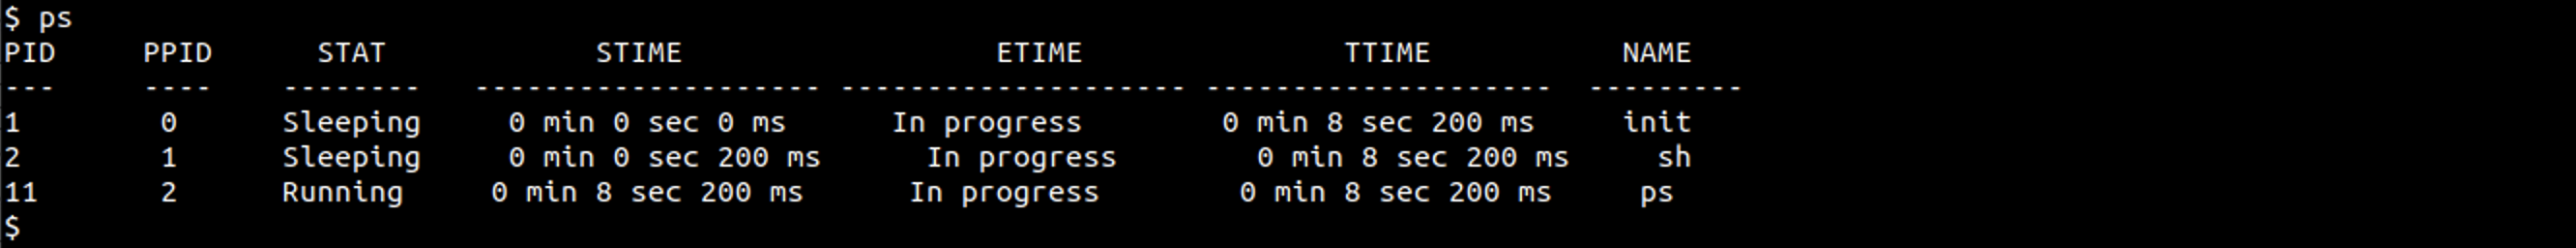 $ ps
PID     PPID      STAT            STIME                  ETIME               TTIME           NAME
---     ----    --------   -------------------- -------------------- --------------------  ---------
1        0      Sleeping     0 min 0 sec 0 ms      In progress        0 min 8 sec 200 ms     init
2        1      Sleeping     0 min 0 sec 200 ms      In progress        0 min 8 sec 200 ms     sh
11       2      Running     0 min 8 sec 200 ms      In progress        0 min 8 sec 200 ms     ps
$